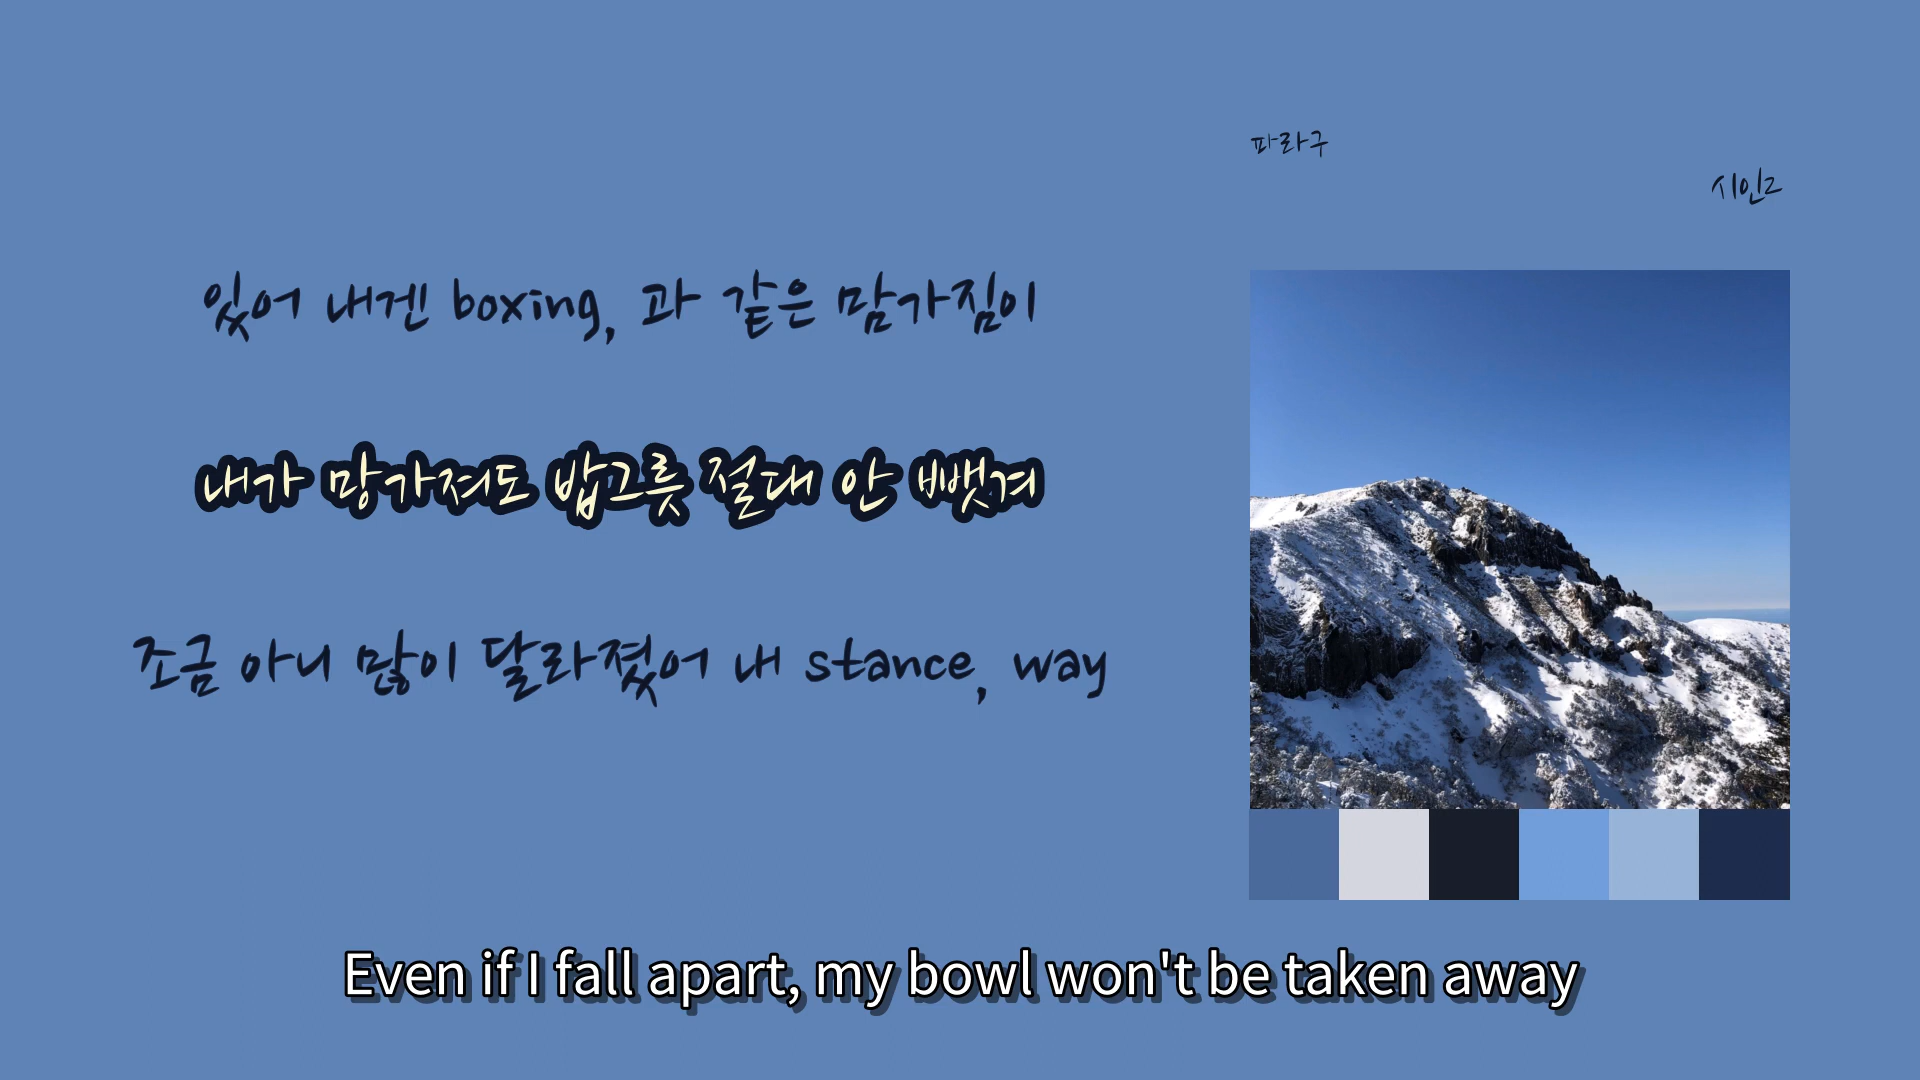 파라구
시인2
있어 내겐 boxing, 과 같은 맘가짐이
내가 망가져도 밥그릇 절대 안 뺏겨
조금 아니 많이 달라졌어 내 stance, way
Even if I fall apart, my bowl won't be taken away